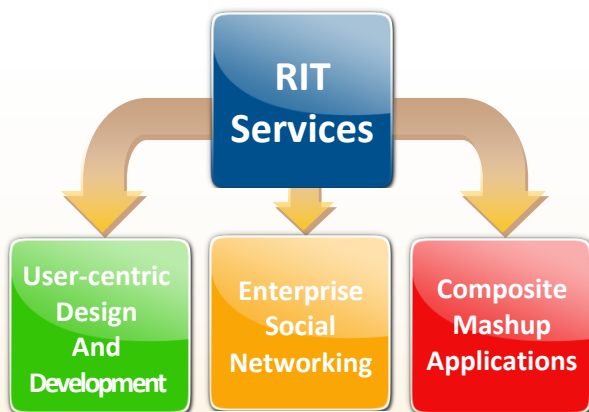 RIT
Services
User-centric
Design
And
Development
Enterprise
Social
Networking
Composite
Mashup
Applications